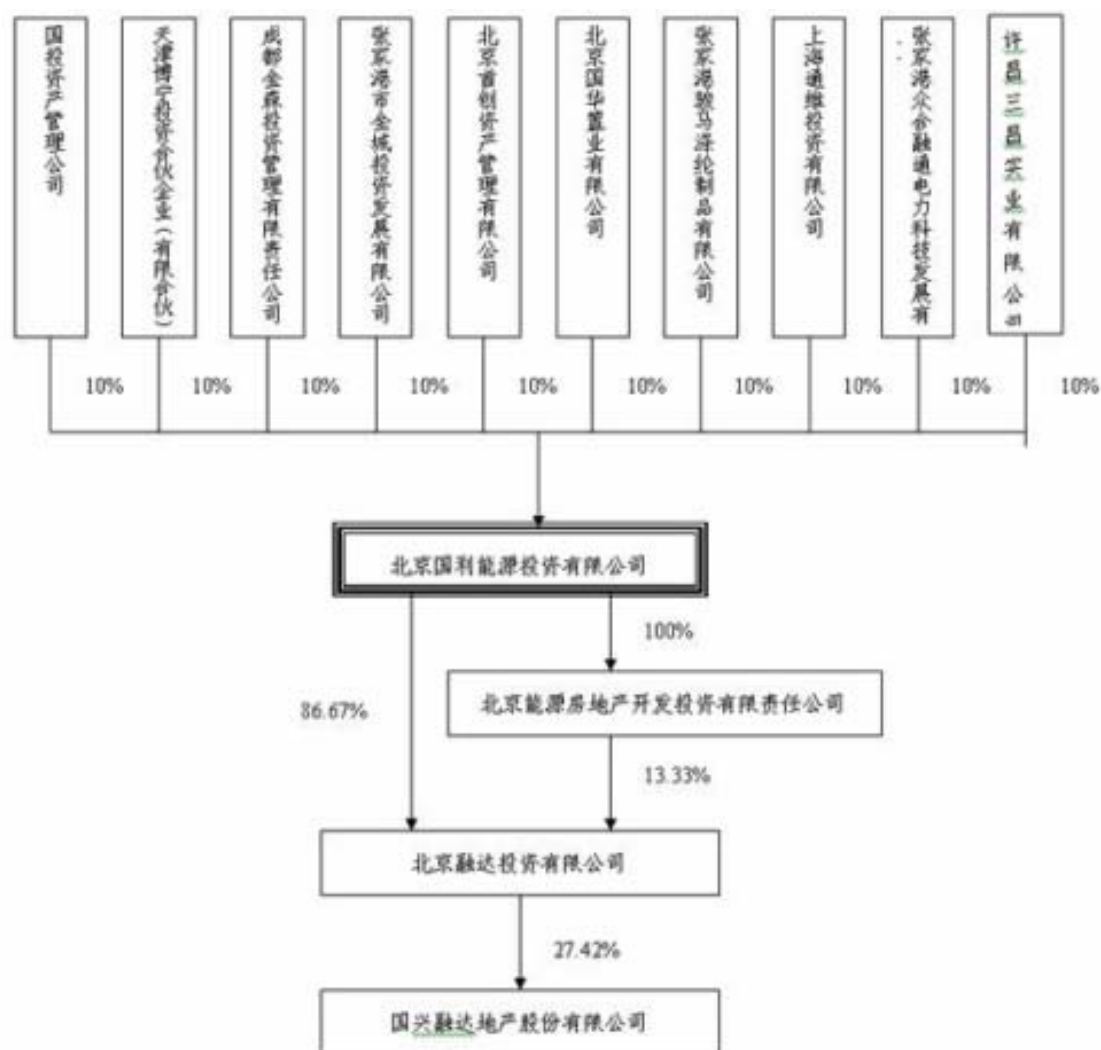 国投资产管理公司
天津博宁投资合伙企业（有限合伙）
成都金森投资管理有限责任公司
张家港市金城投资发展有限公司
北京首创资产管理有限公司
北京国华置业有限公司
张家港骏马涤纶制品有限公司
上海通维投资有限公司
张家港众合融通电力科技发展有
许昌三昌实业有限公司
10% 10% 10% 10% 10% 10% 10% 10% 10% 10%
北京国利能源投资有限公司
100%
北京能源房地产开发投资有限责任公司
86.67%
13.33%
北京融达投资有限公司
27.42%
国兴融达地产股份有限公司